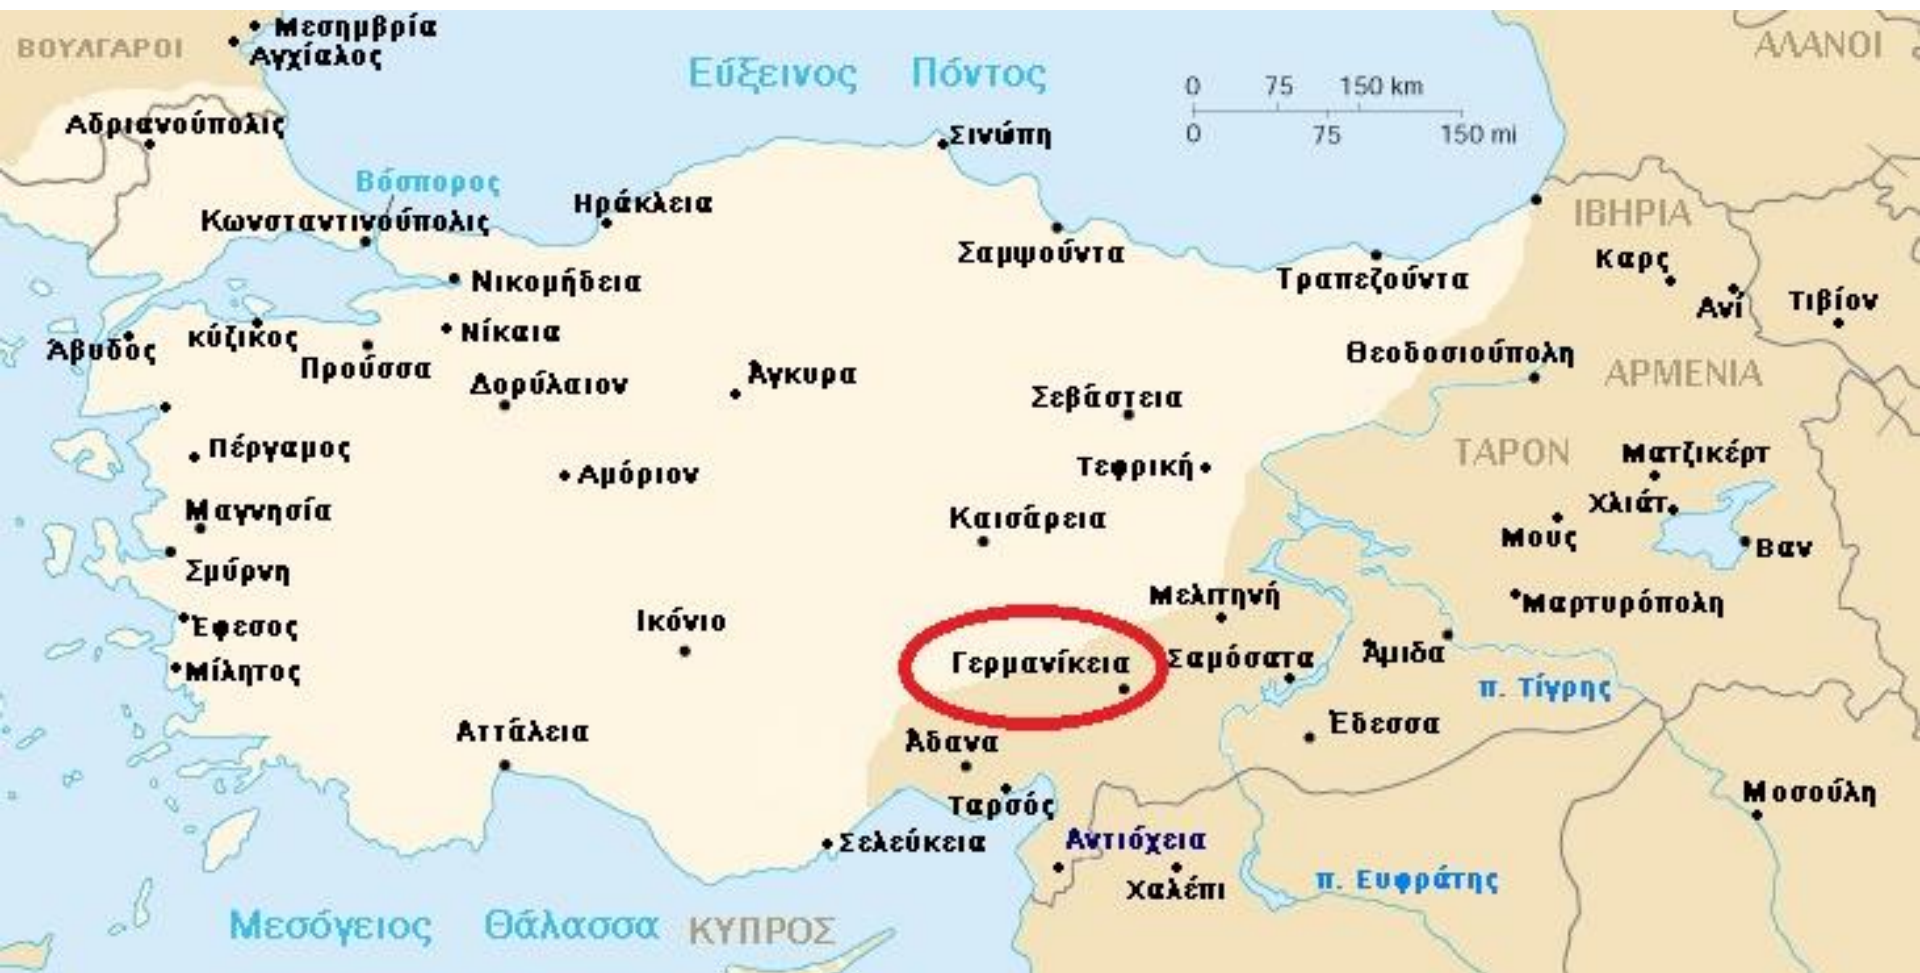 Μεσημβρία
ΒΟΥΛΓΑΡΟΙ
Αγχίαλος
ΑΛΑΝΟΙ
Εύξεινος Πόντος
0 75 150 km
0 75 150 mi
Αδριανούπολις
Σινώπη
Βόσπορος
Κωνσταντινούπολις
Ηράκλεια
ΙΒΗΡΙΑ
Σαμψούντα
Καρς
Νικομήδεια
Τραπεζούντα
Ανί
Τιβίον
Άβυδος
κύζικος
Νίκαια
Προύσσα
Θεοδοσιούπολη
Δορύλαιον
Άγκυρα
ΑΡΜΕΝΙΑ
Σεβάστεια
Πέργαμος
Αμόριον
Τεφρική
ΤΑΡΟΝ
Ματζικέρτ
Μαγνησία
Καισάρεια
Χλιάτ
Μους
Βαν
Σμύρνη
Μελιτηνή
Μαρτυρόπολη
Έφεσος
Ικόνιο
Γερμανίκεια
Σαμόσατα
Άμιδα
Μίλητος
π. Τίγρης
Αττάλεια
Άδανα
Έδεσσα
Ταρσός
Μοσούλη
Σελεύκεια
Αντιόχεια
Χαλέπι
π. Ευφράτης
Μεσόγειος Θάλασσα
ΚΥΠΡΟΣ